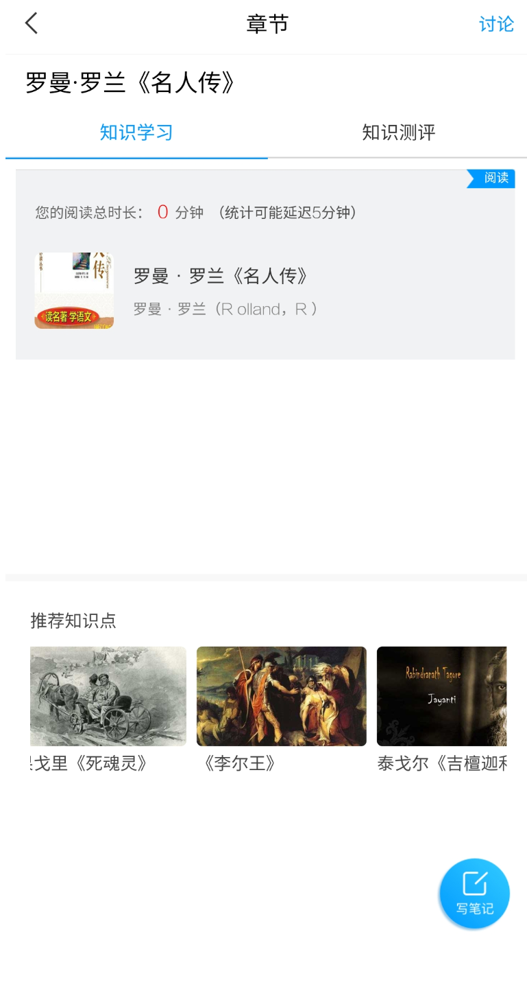 章节
讨论
罗曼·罗兰《名人传》
知识学习
知识测评
阅读
您的阅读总时长： 0 分钟 （统计可能延迟5分钟）
传
读名著·学语文
罗曼 · 罗兰《名人传》
罗曼 · 罗兰（R olland，R ）
推荐知识点
Rabindranath Tagore
Jayanti
戈里《死魂灵》
《李尔王》
泰戈尔《吉檀迦
写笔记